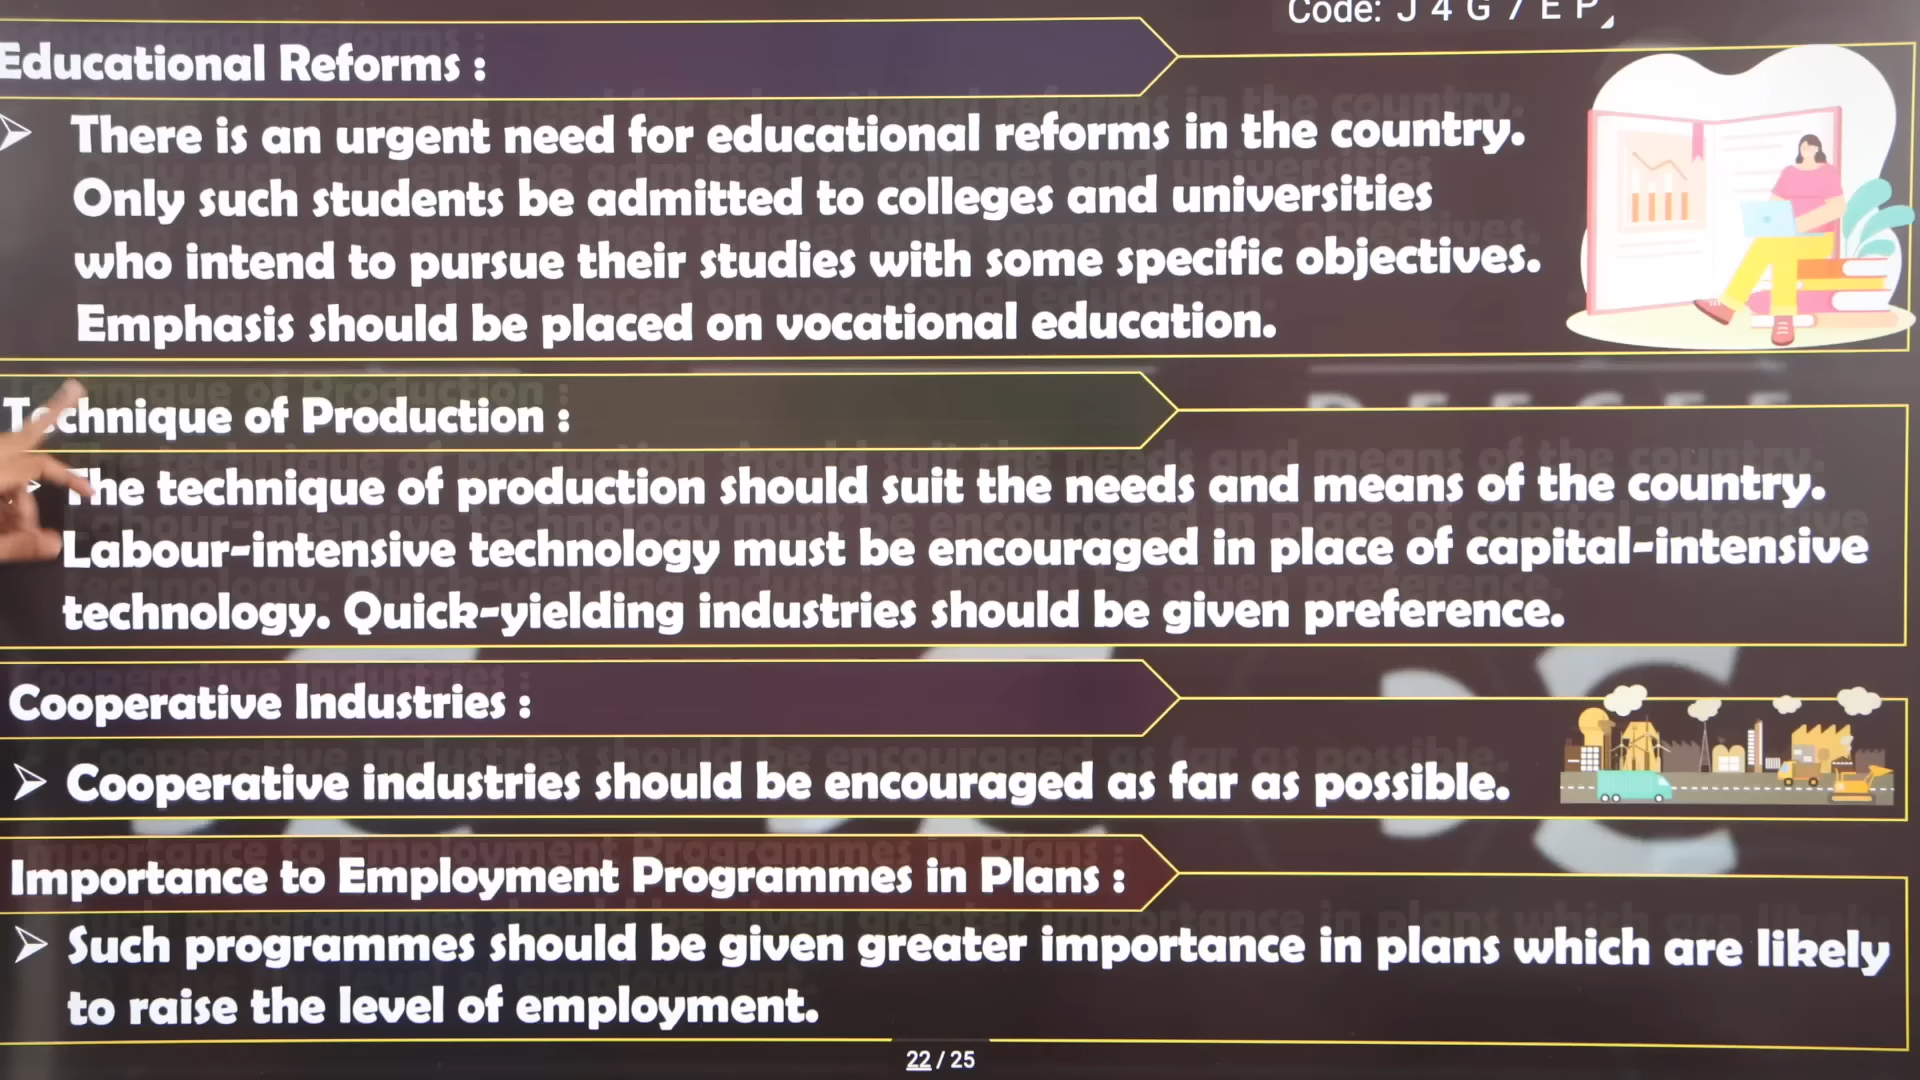 Code: J 4 G 7 E P
Educational Reforms :
There is an urgent need for educational reforms in the country.
Only such students be admitted to colleges and universities
who intend to pursue their studies with some specific objectives.
Emphasis should be placed on vocational education.
Technique of Production :
The technique of production should suit the needs and means of the country.
Labour-intensive technology must be encouraged in place of capital-intensive
technology. Quick-yielding industries should be given preference.
Cooperative Industries :
Cooperative industries should be encouraged as far as possible.
Importance to Employment Programmes in Plans :
Such programmes should be given greater importance in plans which are likely
to raise the level of employment.
22 / 25